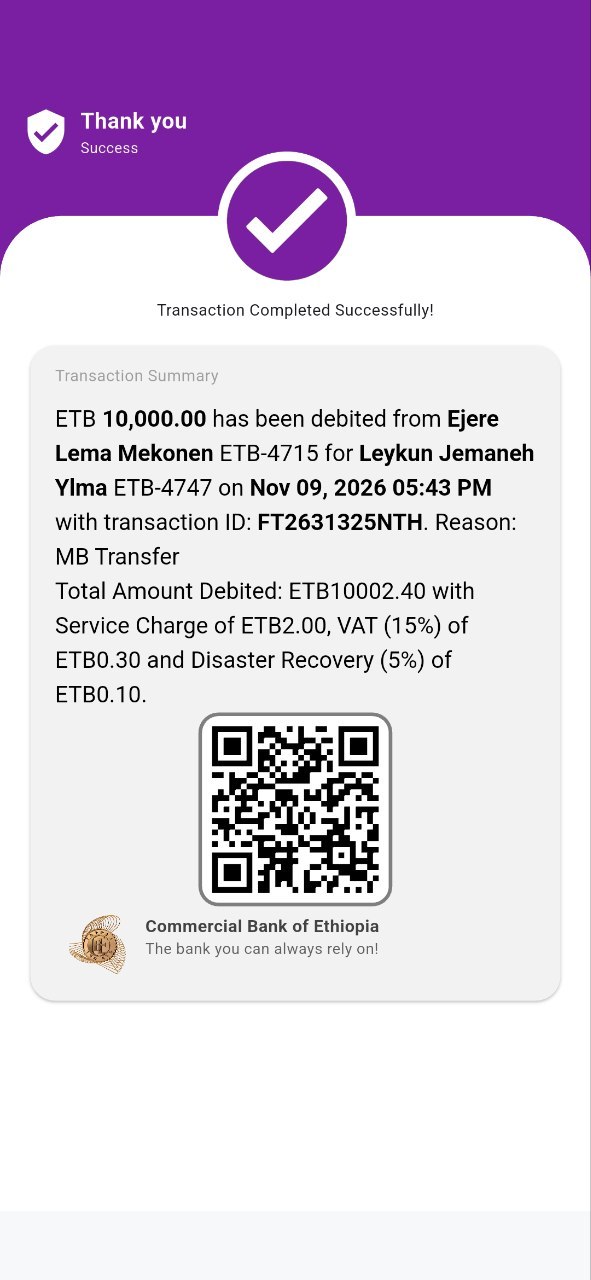 Thank you
Success
Transaction Completed Successfully!
Transaction Summary
ETB 10,000.00 has been debited from Ejere
Lema Mekonen ETB-4715 for Leykun Jemaneh
Ylma ETB-4747 on Nov 09, 2026 05:43 PM
with transaction ID: FT2631325NTH. Reason:
MB Transfer
Total Amount Debited: ETB10002.40 with
Service Charge of ETB2.00, VAT (15%) of
ETB0.30 and Disaster Recovery (5%) of
ETB0.10.
Commercial Bank of Ethiopia
The bank you can always rely on!